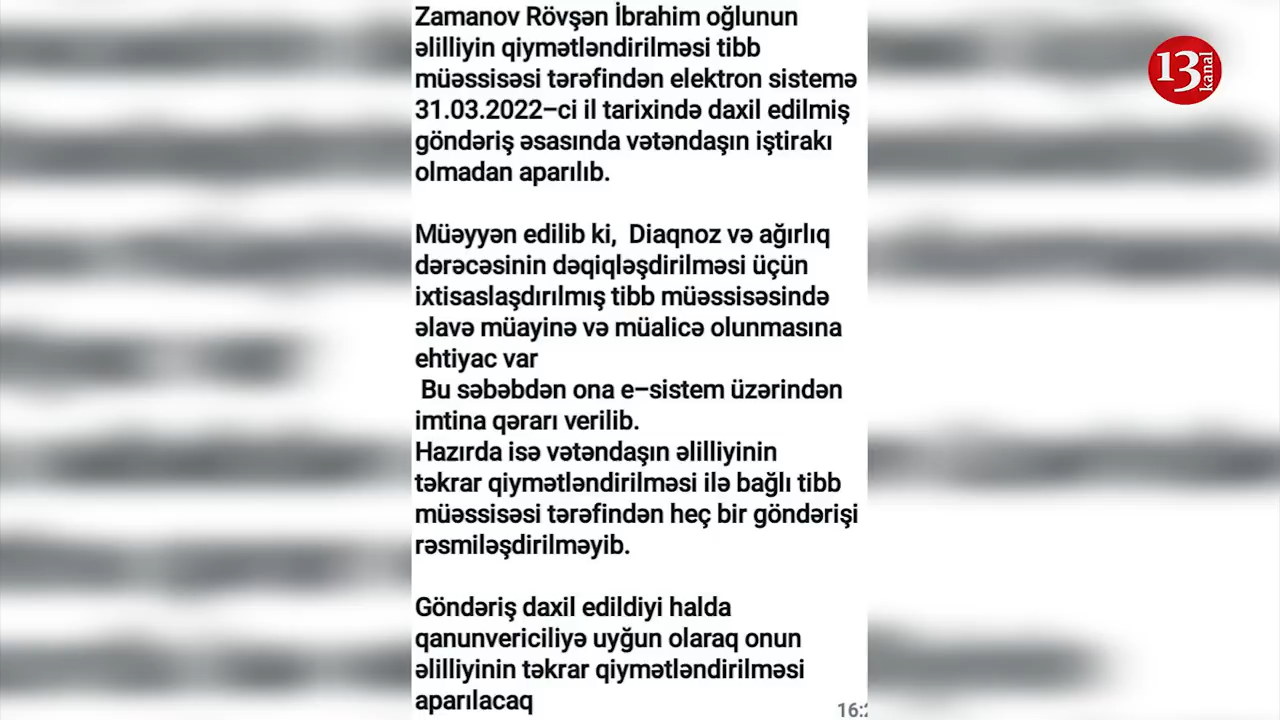 Zamanov Rövşən İbrahim oğlunun
əlilliyin qiymətləndirilməsi tibb
müəssisəsi tərəfindən elektron sistemə
31.03.2022–ci il tarixində daxil edilmiş
göndəriş əsasında vətəndaşın iştirakı
olmadan aparılıb.
Müəyyən edilib ki,  Diaqnoz və ağırlıq
dərəcəsinin dəqiqləşdirilməsi üçün
ixtisaslaşdırılmış tibb müəssisəsində
əlavə müayinə və müalicə olunmasına
ehtiyac var
Bu səbəbdən ona e–sistem üzərindən
imtina qərarı verilib.
Hazırda isə vətəndaşın əlilliyinin
təkrar qiymətləndirilməsi ilə bağlı tibb
müəssisəsi tərəfindən heç bir göndərişi
rəsmiləşdirilməyib.
Göndəriş daxil edildiyi halda
qanunvericiliyə uyğun olaraq onun
əlilliyinin təkrar qiymətləndirilməsi
aparılacaq
13 kanal